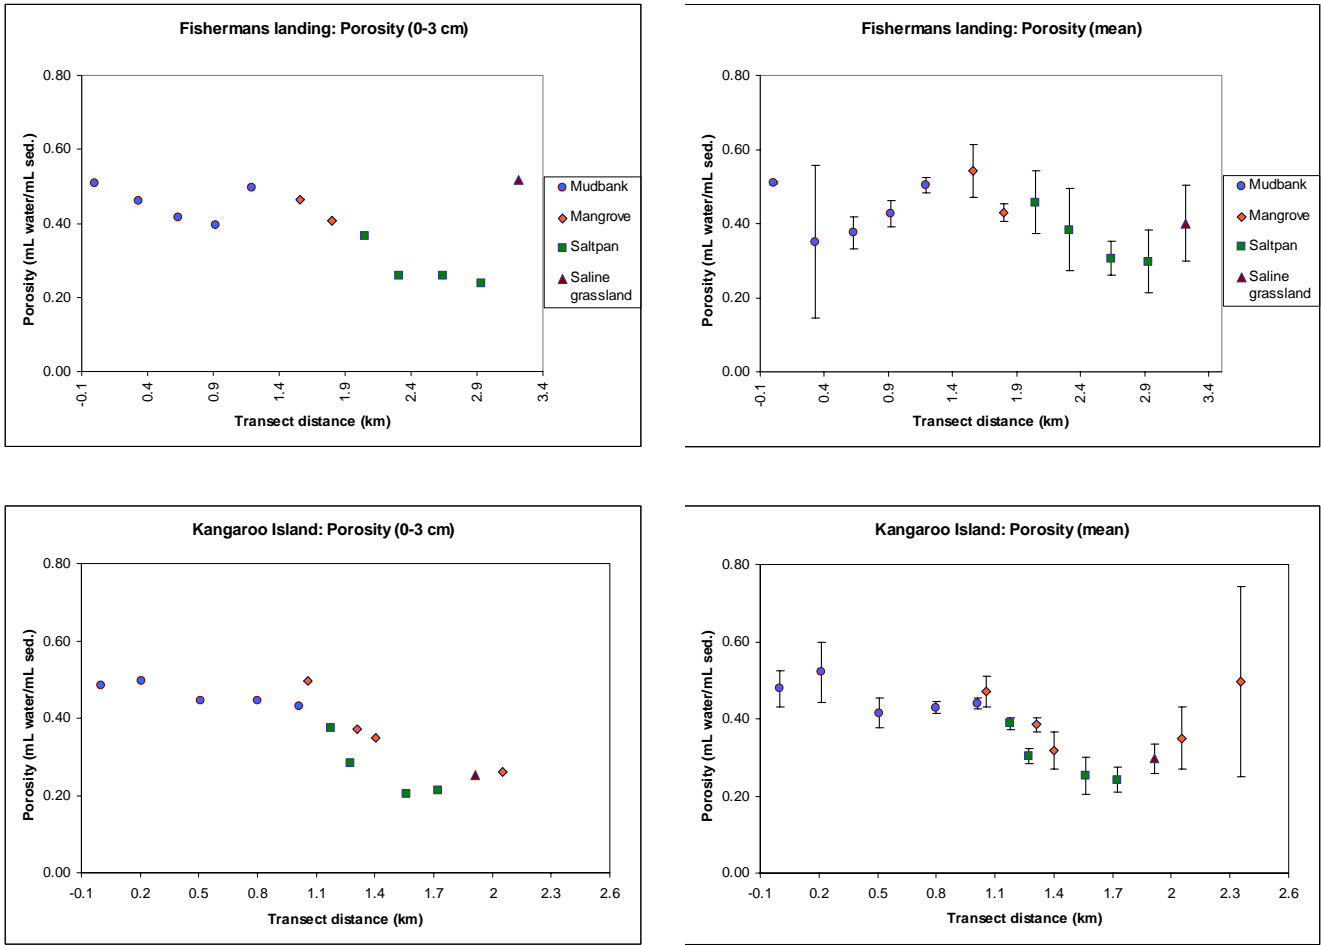 Fishermans landing: Porosity (0-3 cm)
Porosity (mL water/mL sed.)
0.80
0.60
0.40
0.20
0.00
-0.1 0.4 0.9 1.4 1.9 2.4 2.9 3.4
Transect distance (km)
Mudbank
Mangrove
Saltpan
Saline
grassland
Fishermans landing: Porosity (mean)
Porosity (mL water/mL sed.)
0.80
0.60
0.40
0.20
0.00
-0.1 0.4 0.9 1.4 1.9 2.4 2.9 3.4
Transect distance (km)
Mudbank
Mangrove
Saltpan
Saline
grassland
Kangaroo Island: Porosity (0-3 cm)
Porosity (mL water/mL sed.)
0.80
0.60
0.40
0.20
0.00
-0.1 0.2 0.5 0.8 1.1 1.4 1.7 2 2.3 2.6
Transect distance (km)
Kangaroo Island: Porosity (mean)
Porosity (mL water/mL sed.)
0.80
0.60
0.40
0.20
0.00
-0.1 0.2 0.5 0.8 1.1 1.4 1.7 2 2.3 2.6
Transect distance (km)